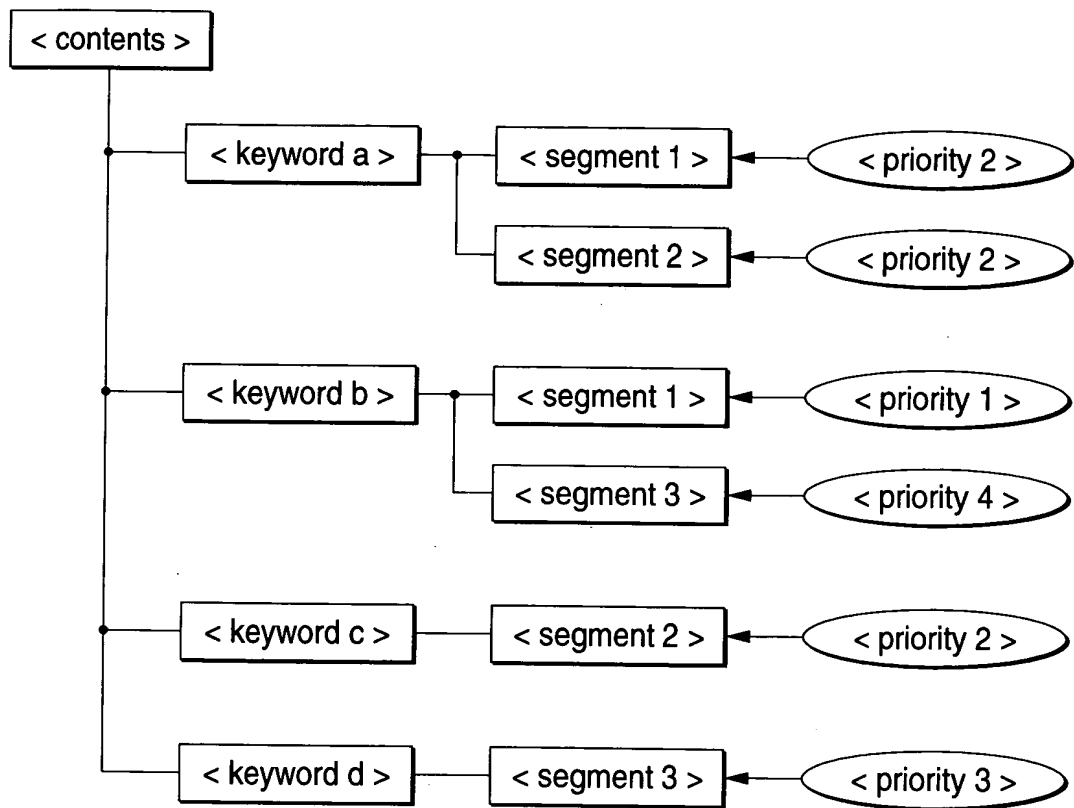 < contents >
< keyword a > < segment 1 > < priority 2 >
< segment 2 > < priority 2 >
< keyword b > < segment 1 > < priority 1 >
< segment 3 > < priority 4 >
< keyword c > < segment 2 > < priority 2 >
< keyword d > < segment 3 > < priority 3 >